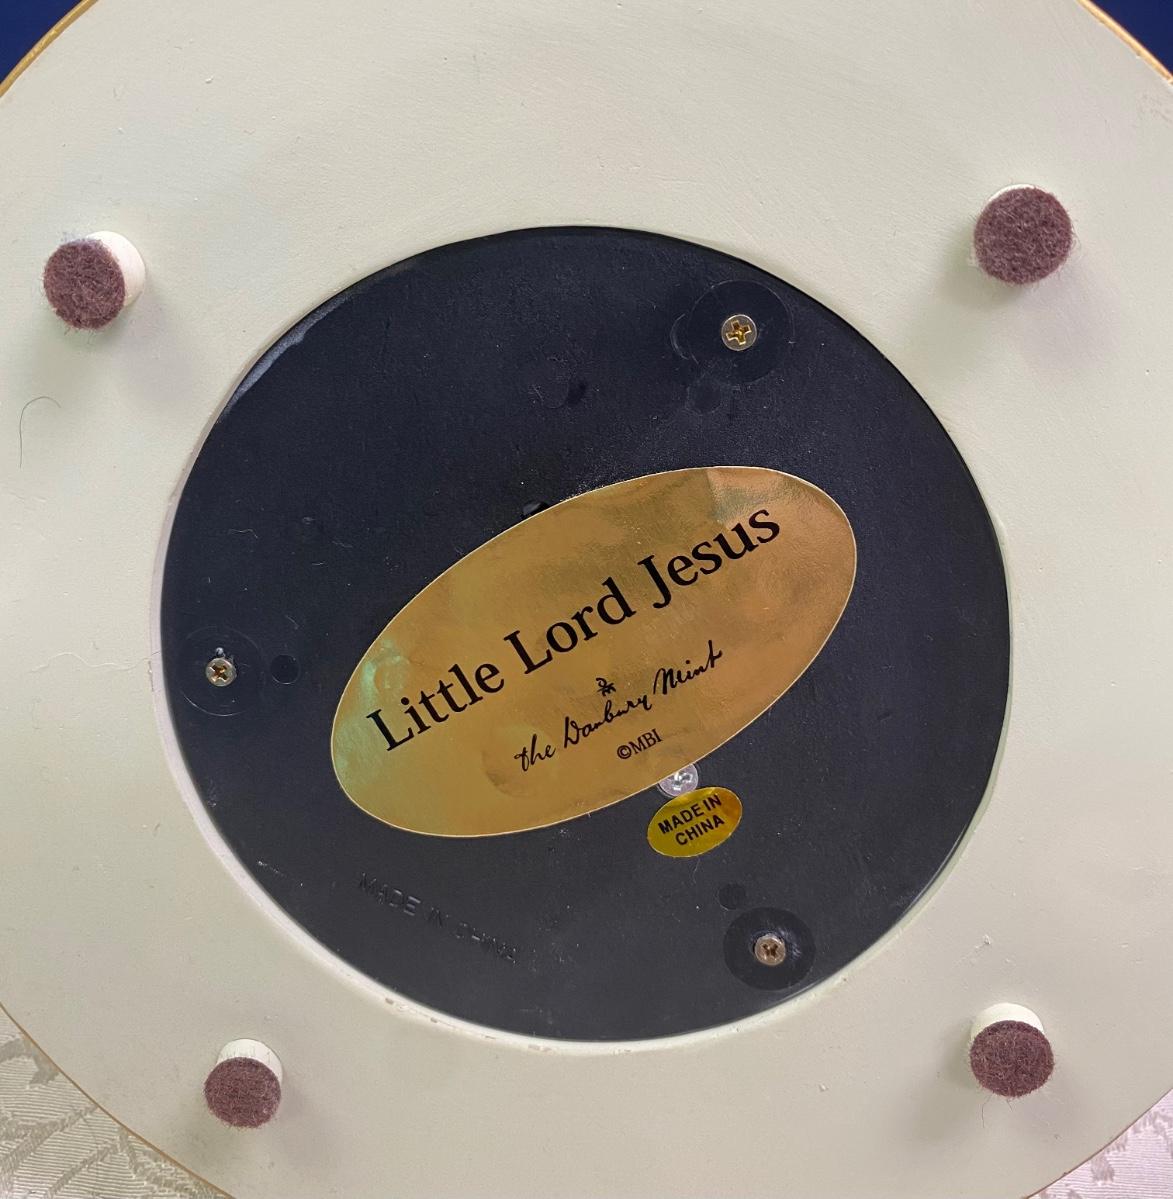 Little Lord Jesus
the Danbury Mint
©MBI
MADE IN
CHINA
MADE IN CHINA